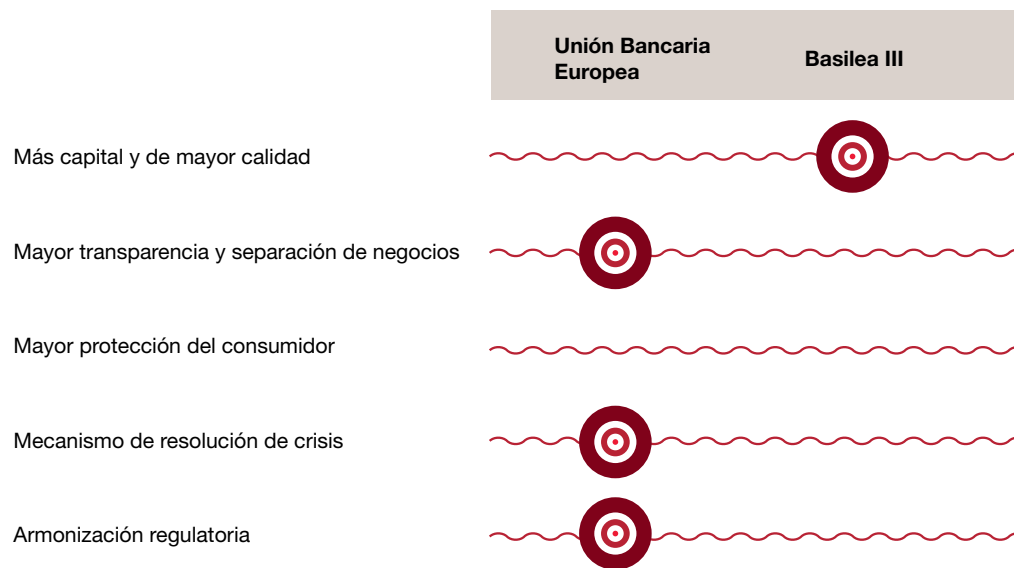 Unión Bancaria
Europea
Basilea III
Más capital y de mayor calidad
Mayor transparencia y separación de negocios
Mayor protección del consumidor
Mecanismo de resolución de crisis
Armonización regulatoria